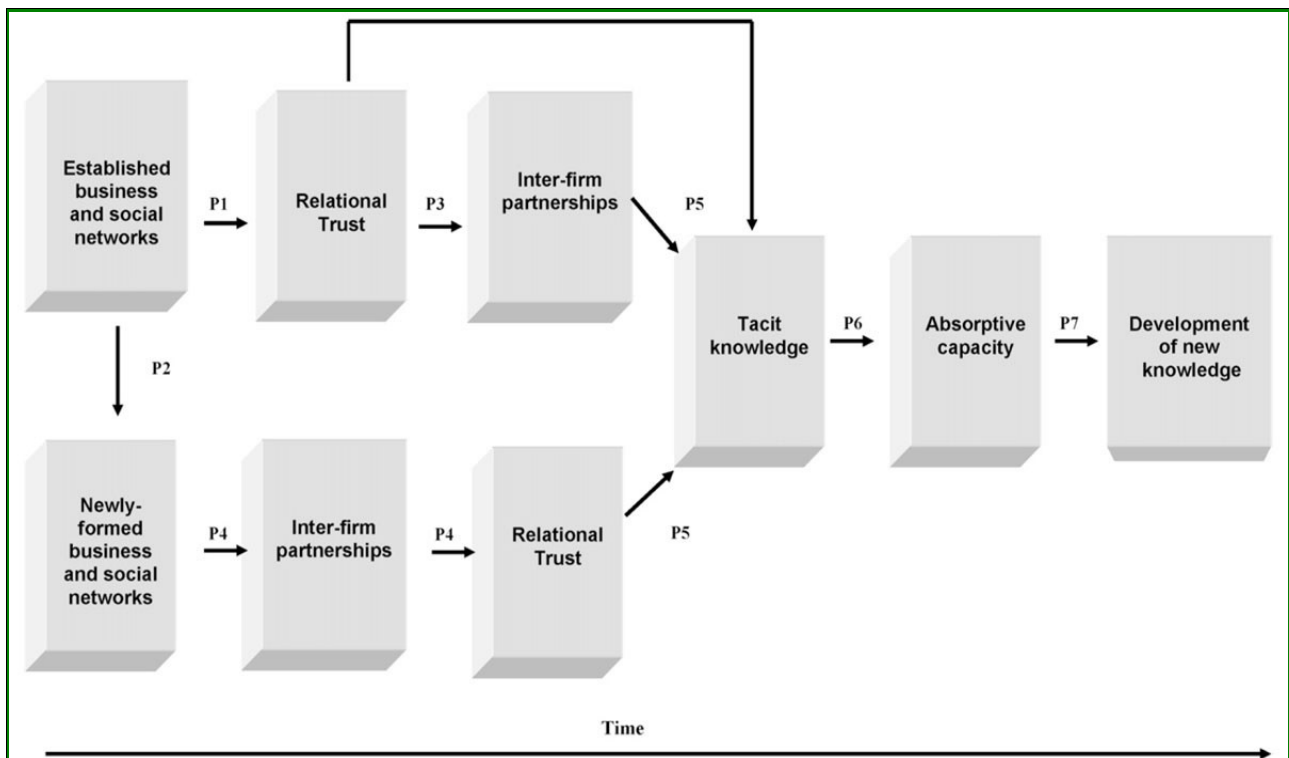 Established
business
and social
networks
P1
Relational
Trust
P3
Inter-firm
partnerships
P5
Tacit
knowledge
P6
Absorptive
capacity
P7
Development
of new
knowledge
P2
Newly-
formed
business
and social
networks
P4
Inter-firm
partnerships
P4
Relational
Trust
P5
Time